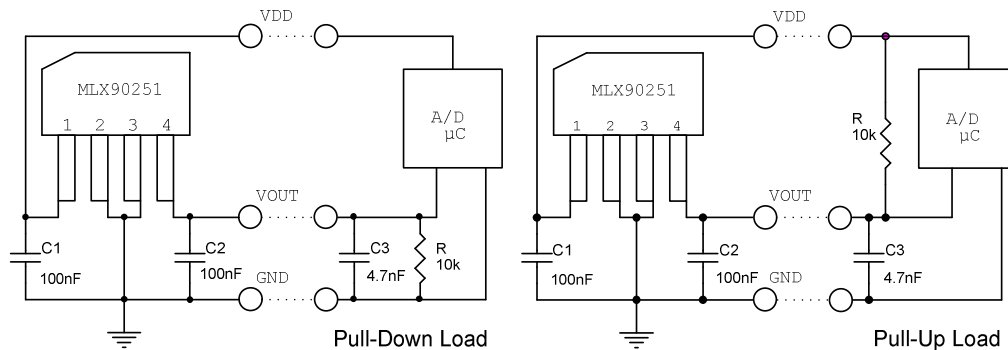 VDD
MLX90251
1 2 3 4
A/D
µC
VOUT
C1
100nF
C2
100nF
GND
C3
4.7nF
R
10k
Pull-Down Load
VDD
MLX90251
1 2 3 4
R
10k
A/D
µC
VOUT
C1
100nF
C2
100nF
GND
C3
4.7nF
Pull-Up Load